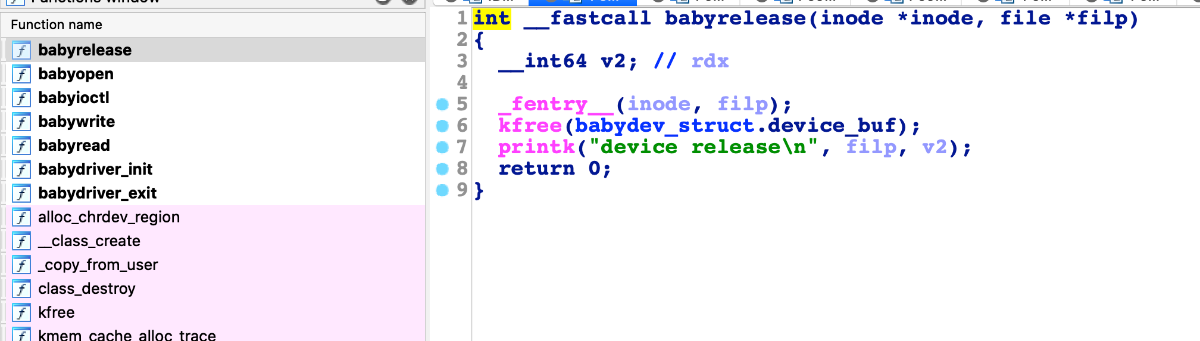 Function name
babyrelease
babyopen
babyioctl
babywrite
babyread
babydriver_init
babydriver_exit
alloc_chrdev_region
__class_create
_copy_from_user
class_destroy
kfree
kmem_cache_alloc_trace
1 int __fastcall babyrelease(inode *inode, file *filp)
2 {
3 __int64 v2; // rdx
4
5 _fentry__(inode, filp);
6 kfree(babydev_struct.device_buf);
7 printk("device release\n", filp, v2);
8 return 0;
9 }